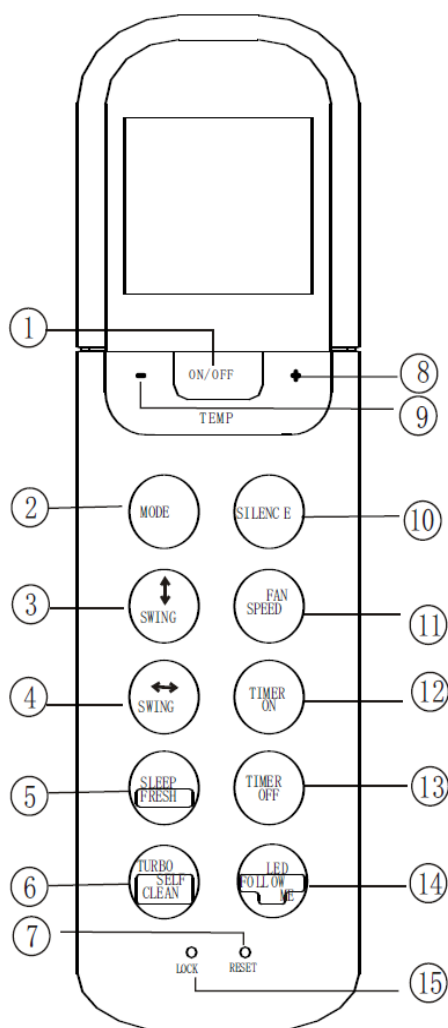 ①
ON/OFF
- +
⑧
⑨
TEMP
②
MODE
SILENC E
⑩
③
SWING
FAN
SPEED
⑪
④
SWING
TIMER
ON
⑫
⑤
SLEEP
FRESH
TIMER
OFF
⑬
⑥
TURBO
SELF
CLEAN
LED
FOLLOW
ME
⑭
⑦
LOCK
RESET
⑮